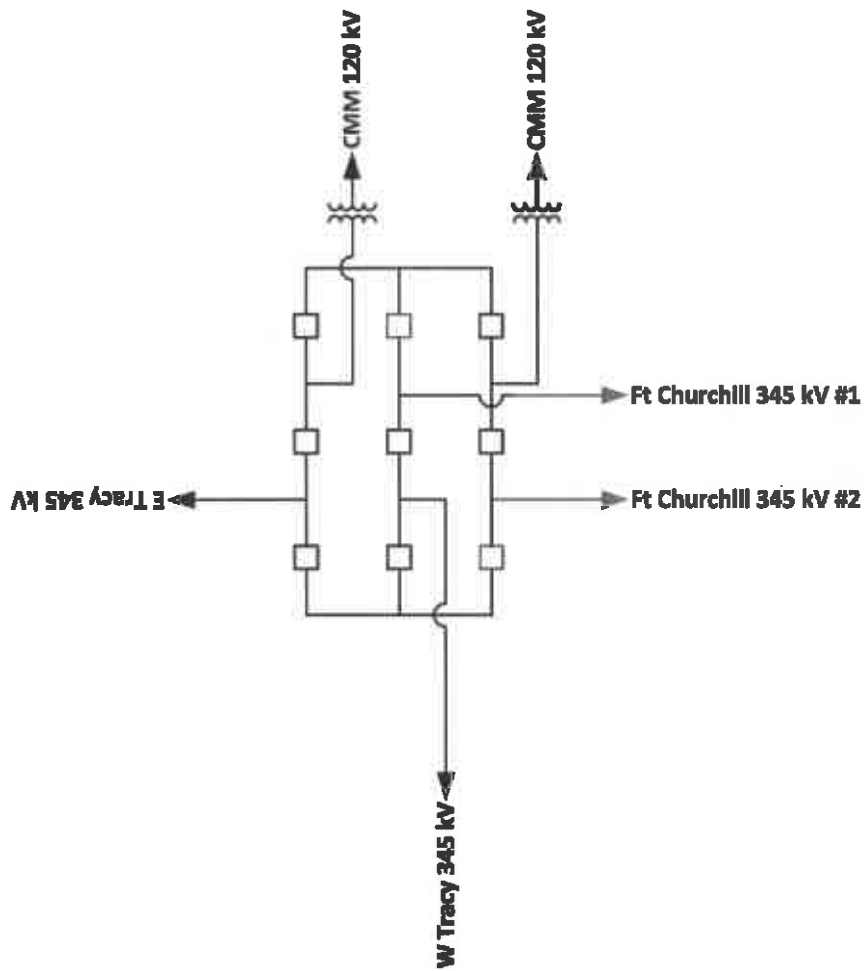 CMM 120 kV
CMM 120 kV
Ft Churchill 345 kV #1
E Tracy 345 kV
Ft Churchill 345 kV #2
W Tracy 345 kV